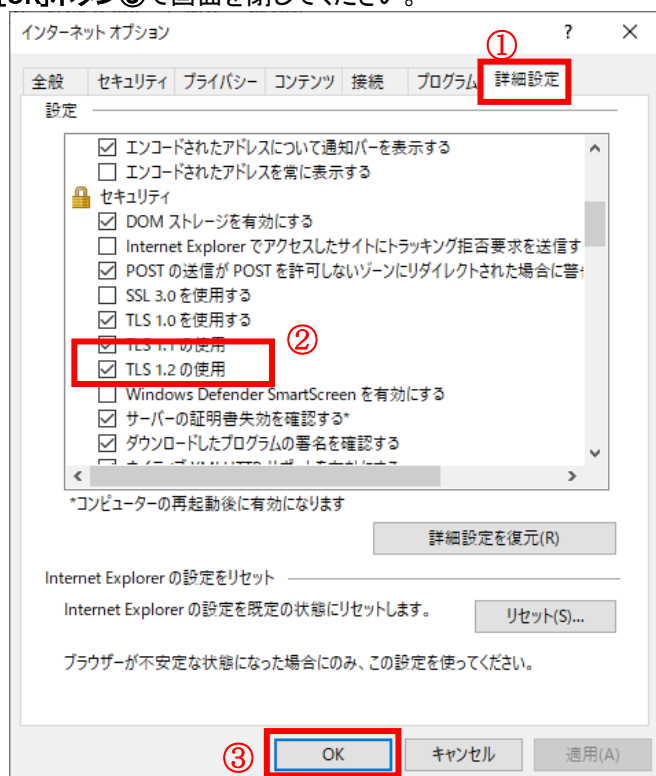 [OK]ボタン③で画面を閉じてください。
インターネット オプション
?
×
①
全般 セキュリティ プライバシー コンテンツ 接続 プログラム 詳細設定
設定
エンコードされたアドレスについて通知バーを表示する
エンコードされたアドレスを常に表示する
セキュリティ
DOM ストレージを有効にする
Internet Explorer でアクセスしたサイトにトラッキング拒否要求を送信す
POST の送信が POST を許可しないゾーンにリダイレクトされた場合に警
SSL 3.0 を使用する
TLS 1.0 を使用する
TLS 1.1 の使用
②
TLS 1.2 の使用
Windows Defender SmartScreen を有効にする
サーバーの証明書失効を確認する*
ダウンロードしたプログラムの署名を確認する
*コンピューターの再起動後に有効になります
詳細設定を復元(R)
Internet Explorer の設定をリセット
Internet Explorer の設定を既定の状態にリセットします。
リセット(S)...
ブラウザーが不安定な状態になった場合にのみ、この設定を使ってください。
③
OK キャンセル 適用(A)